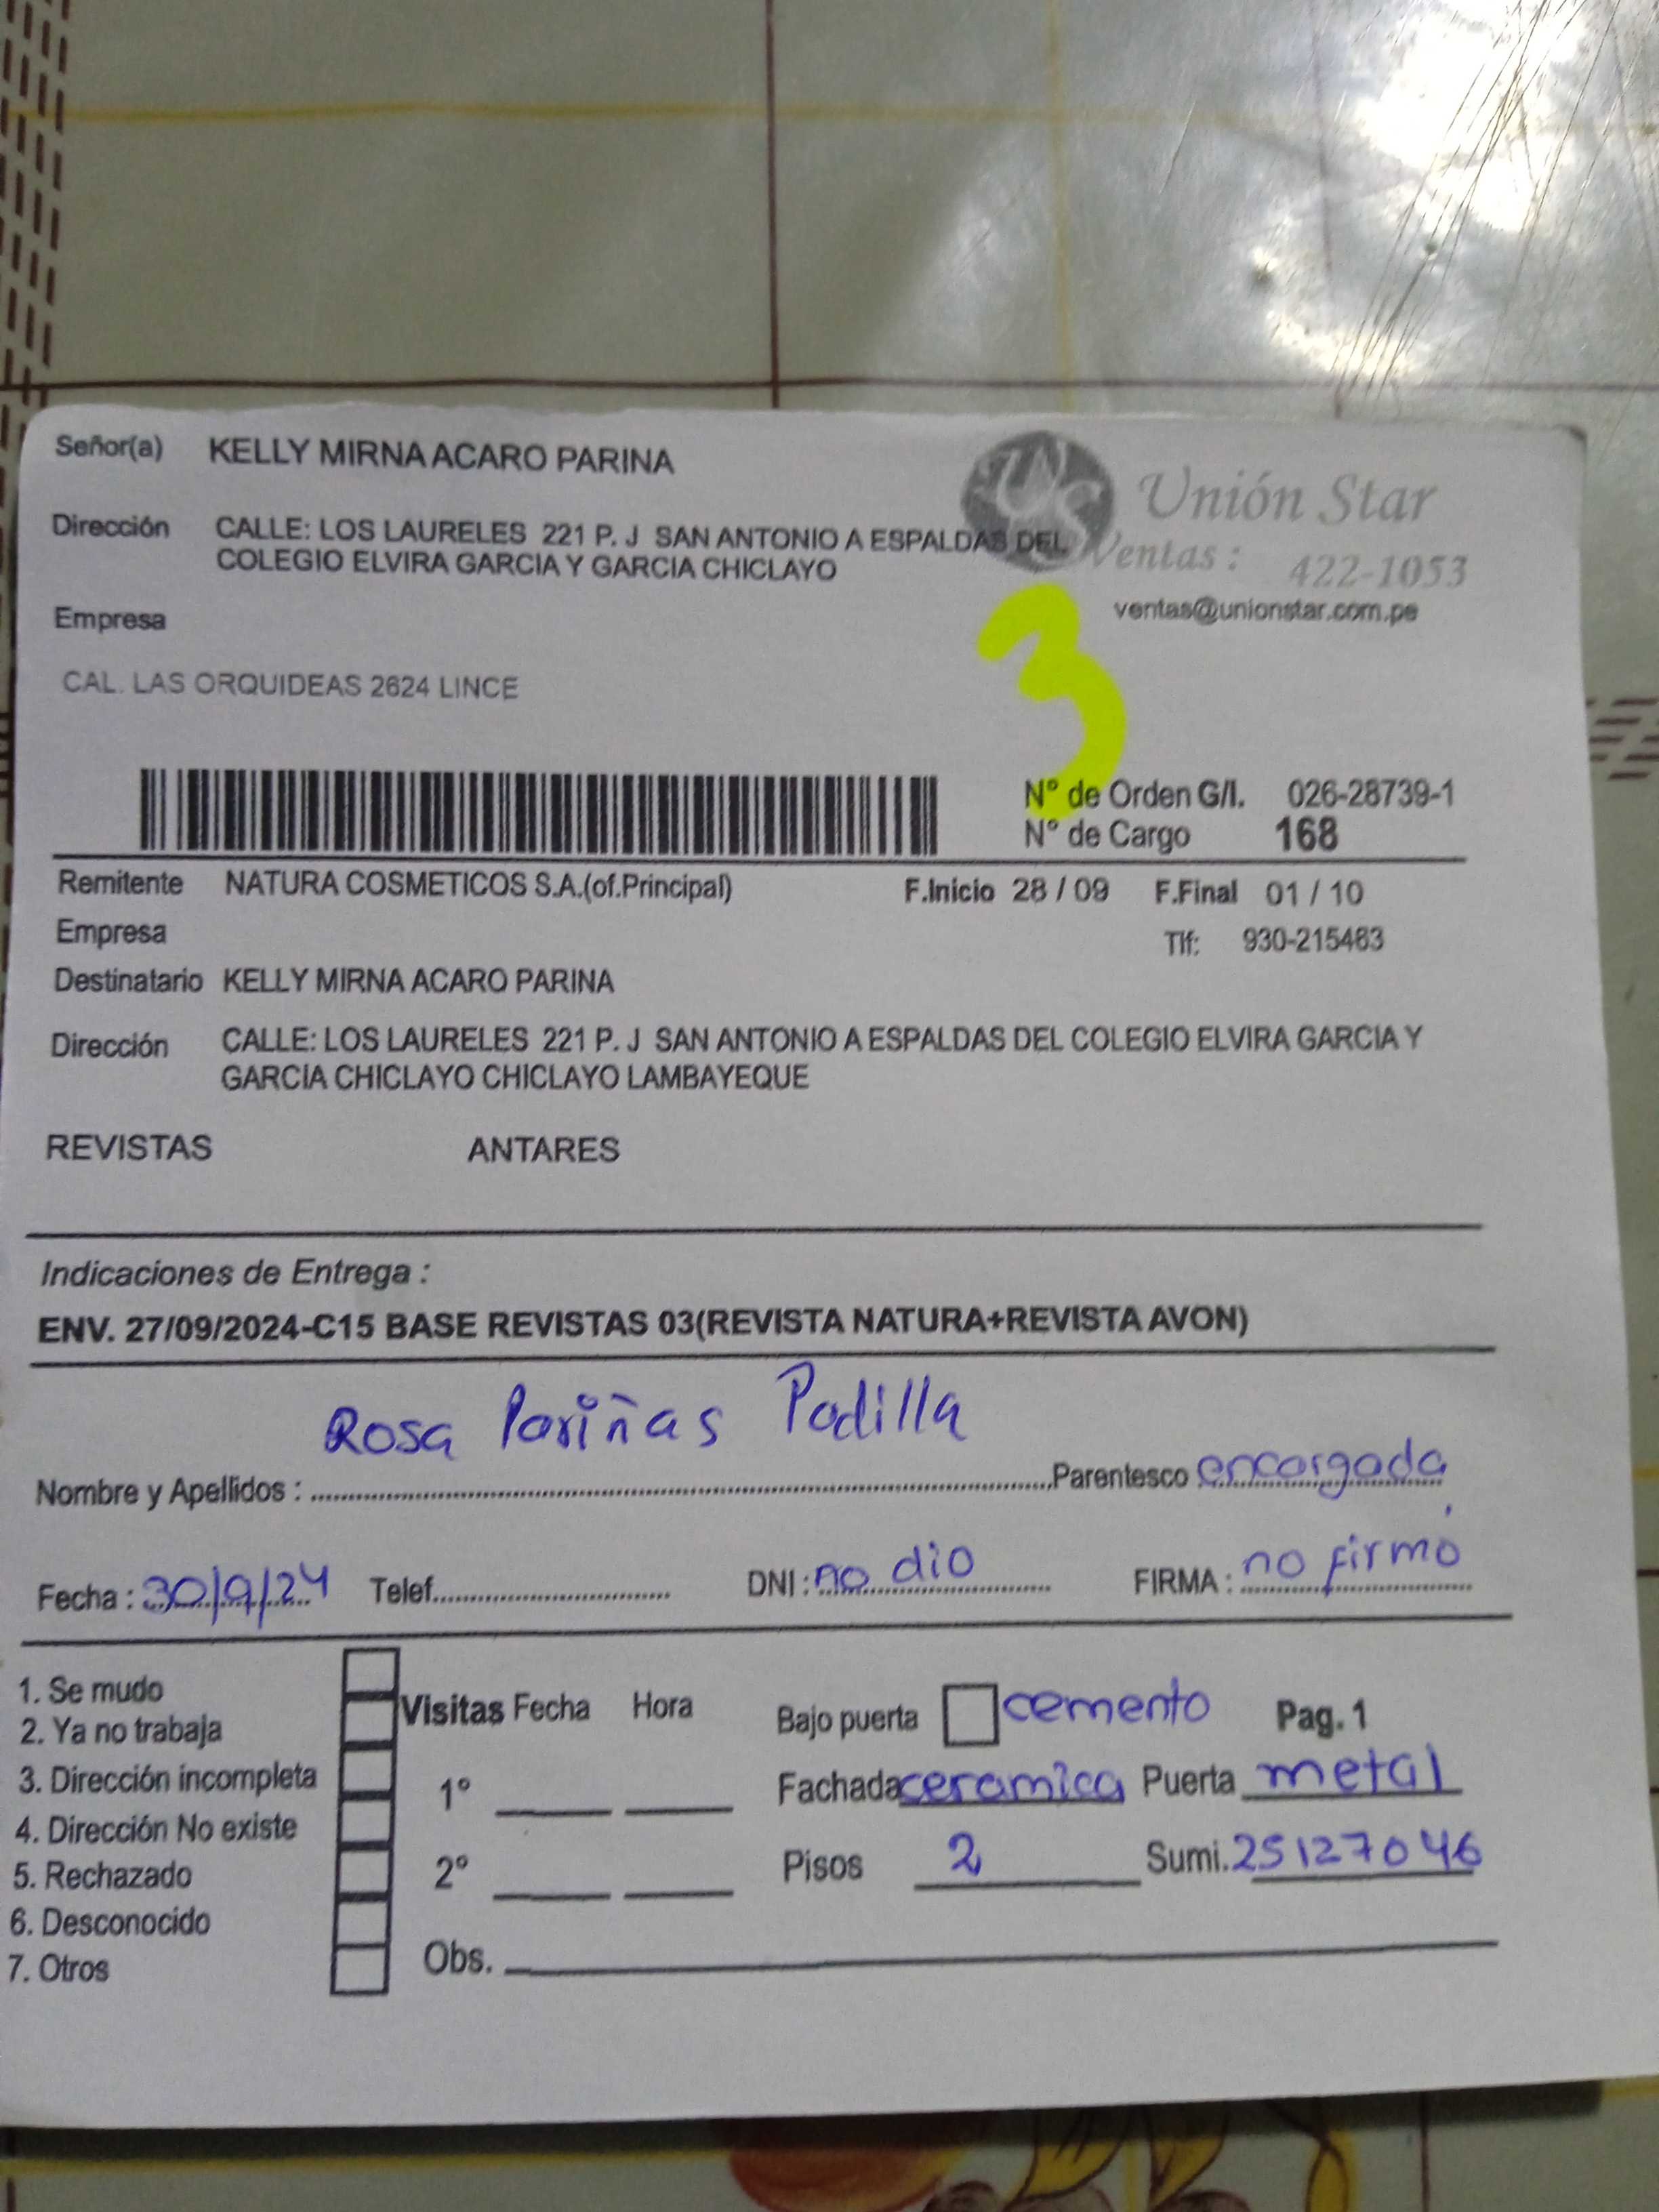 Señor(a) KELLY MIRNA ACARO PARINA
Unión Star
Dirección CALLE: LOS LAURELES 221 P. J SAN ANTONIO A ESPALDAS DEL
COLEGIO ELVIRA GARCIA Y GARCIA CHICLAYO
Ventas : 422-1053
ventas@unionstar.com.pe
Empresa
CAL. LAS ORQUIDEAS 2624 LINCE
3
N° de Orden G/I. 026-28739-1
N° de Cargo 168
Remitente NATURA COSMETICOS S.A.(of.Principal) F.Inicio 28 / 09 F.Final 01 / 10
Empresa Tlf: 930-215463
Destinatario KELLY MIRNA ACARO PARINA
Dirección CALLE: LOS LAURELES 221 P. J SAN ANTONIO A ESPALDAS DEL COLEGIO ELVIRA GARCIA Y
GARCIA CHICLAYO CHICLAYO LAMBAYEQUE
REVISTAS ANTARES
Indicaciones de Entrega :
ENV. 27/09/2024-C15 BASE REVISTAS 03(REVISTA NATURA+REVISTA AVON)
Rosa Pariñas Padilla
Nombre y Apellidos : Parentesco encargada
Fecha : 30/9/24 Telef. DNI : no dio FIRMA : no firmó
1. Se mudo
2. Ya no trabaja
3. Dirección incompleta
4. Dirección No existe
5. Rechazado
6. Desconocido
7. Otros
Visitas Fecha Hora
1°
2°
Obs.
Bajo puerta cemento Pag. 1
Fachada ceramica Puerta metal
Pisos 2 Sumi. 25127046